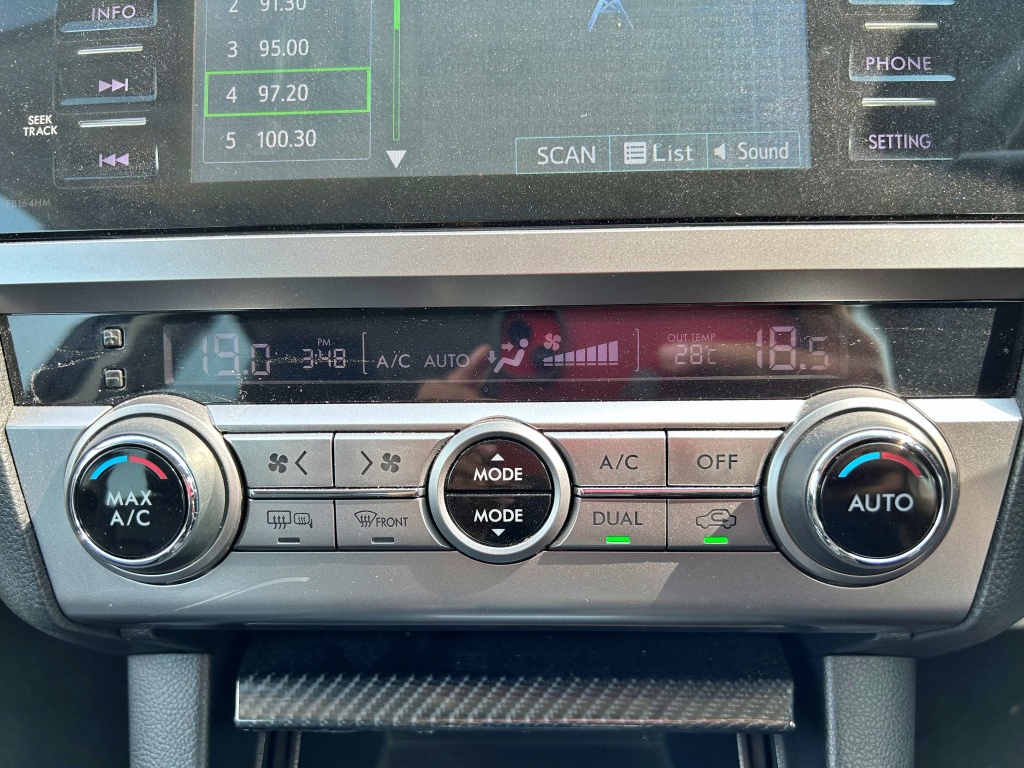 INFO
2 91.30
3 95.00
4 97.20
5 100.30
SEEK
TRACK
SCAN List Sound
PHONE
SETTING
FB164HM
19.0 PM 3:48 A/C AUTO OUT.TEMP 28°C 18.5
MAX
A/C
MODE
MODE
A/C OFF
FRONT
DUAL
AUTO